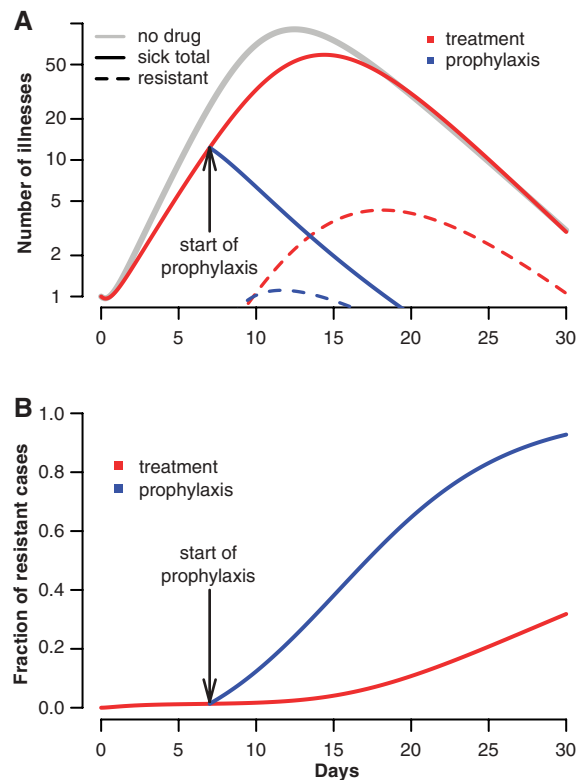 A
no drug
sick total
resistant
treatment
prophylaxis
Number of illnesses
50
20
10
5
2
1
start of
prophylaxis
0 5 10 15 20 25 30
B
Fraction of resistant cases
1.0
0.8
0.6
0.4
0.2
0.0
treatment
prophylaxis
start of
prophylaxis
0 5 10 15 20 25 30
Days